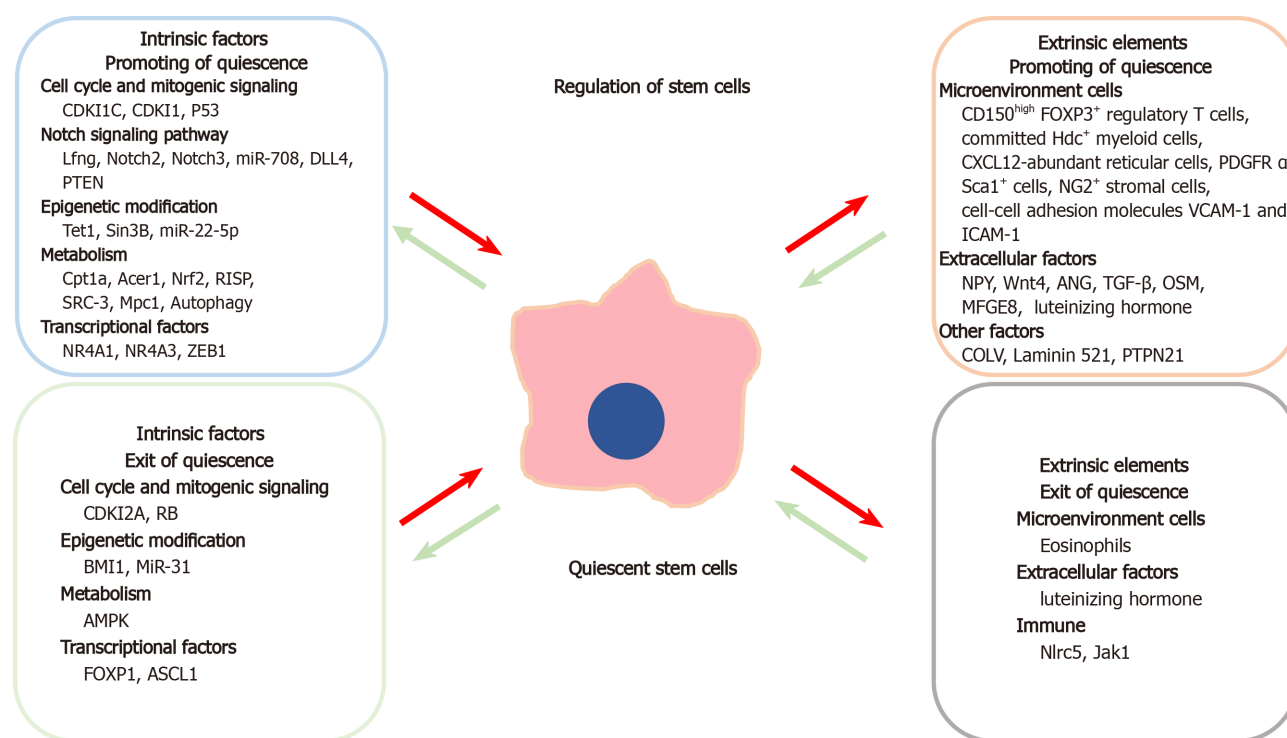 Intrinsic factors
Promoting of quiescence
Cell cycle and mitogenic signaling
CDKI1C, CDKI1, P53
Notch signaling pathway
Lfng, Notch2, Notch3, miR-708, DLL4,
PTEN
Epigenetic modification
Tet1, Sin3B, miR-22-5p
Metabolism
Cpt1a, Acer1, Nrf2, RISP,
SRC-3, Mpc1, Autophagy
Transcriptional factors
NR4A1, NR4A3, ZEB1
Regulation of stem cells
Extrinsic elements
Promoting of quiescence
Microenvironment cells
CD150high FOXP3+ regulatory T cells,
committed Hdc+ myeloid cells,
CXCL12-abundant reticular cells, PDGFR α
Sca1+ cells, NG2+ stromal cells,
cell-cell adhesion molecules VCAM-1 and
ICAM-1
Extracellular factors
NPY, Wnt4, ANG, TGF-β, OSM,
MFGE8, luteinizing hormone
Other factors
COLV, Laminin 521, PTPN21
Intrinsic factors
Exit of quiescence
Cell cycle and mitogenic signaling
CDKI2A, RB
Epigenetic modification
BMI1, MiR-31
Metabolism
AMPK
Transcriptional factors
FOXP1, ASCL1
Quiescent stem cells
Extrinsic elements
Exit of quiescence
Microenvironment cells
Eosinophils
Extracellular factors
luteinizing hormone
Immune
Nlrc5, Jak1